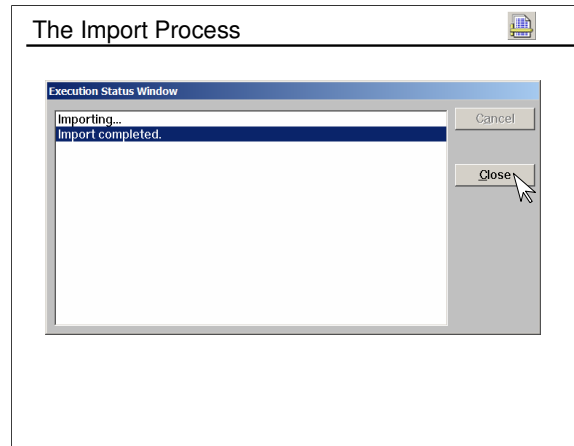 The Import Process
Execution Status Window
Importing...
Import completed.
Cancel
Close